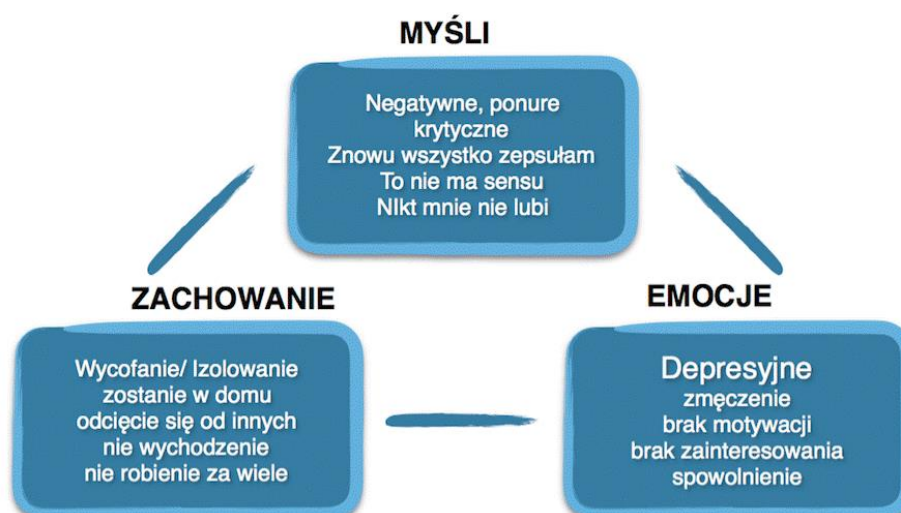 MYŚLI
Negatywne, ponure
krytyczne
Znowu wszystko zepsułam
To nie ma sensu
NIkt mnie nie lubi
ZACHOWANIE
Wycofanie/ Izolowanie
zostanie w domu
odcięcie się od innych
nie wychodzenie
nie robienie za wiele
EMOCJE
Depresyjne
zmęczenie
brak motywacji
brak zainteresowania
spowolnienie